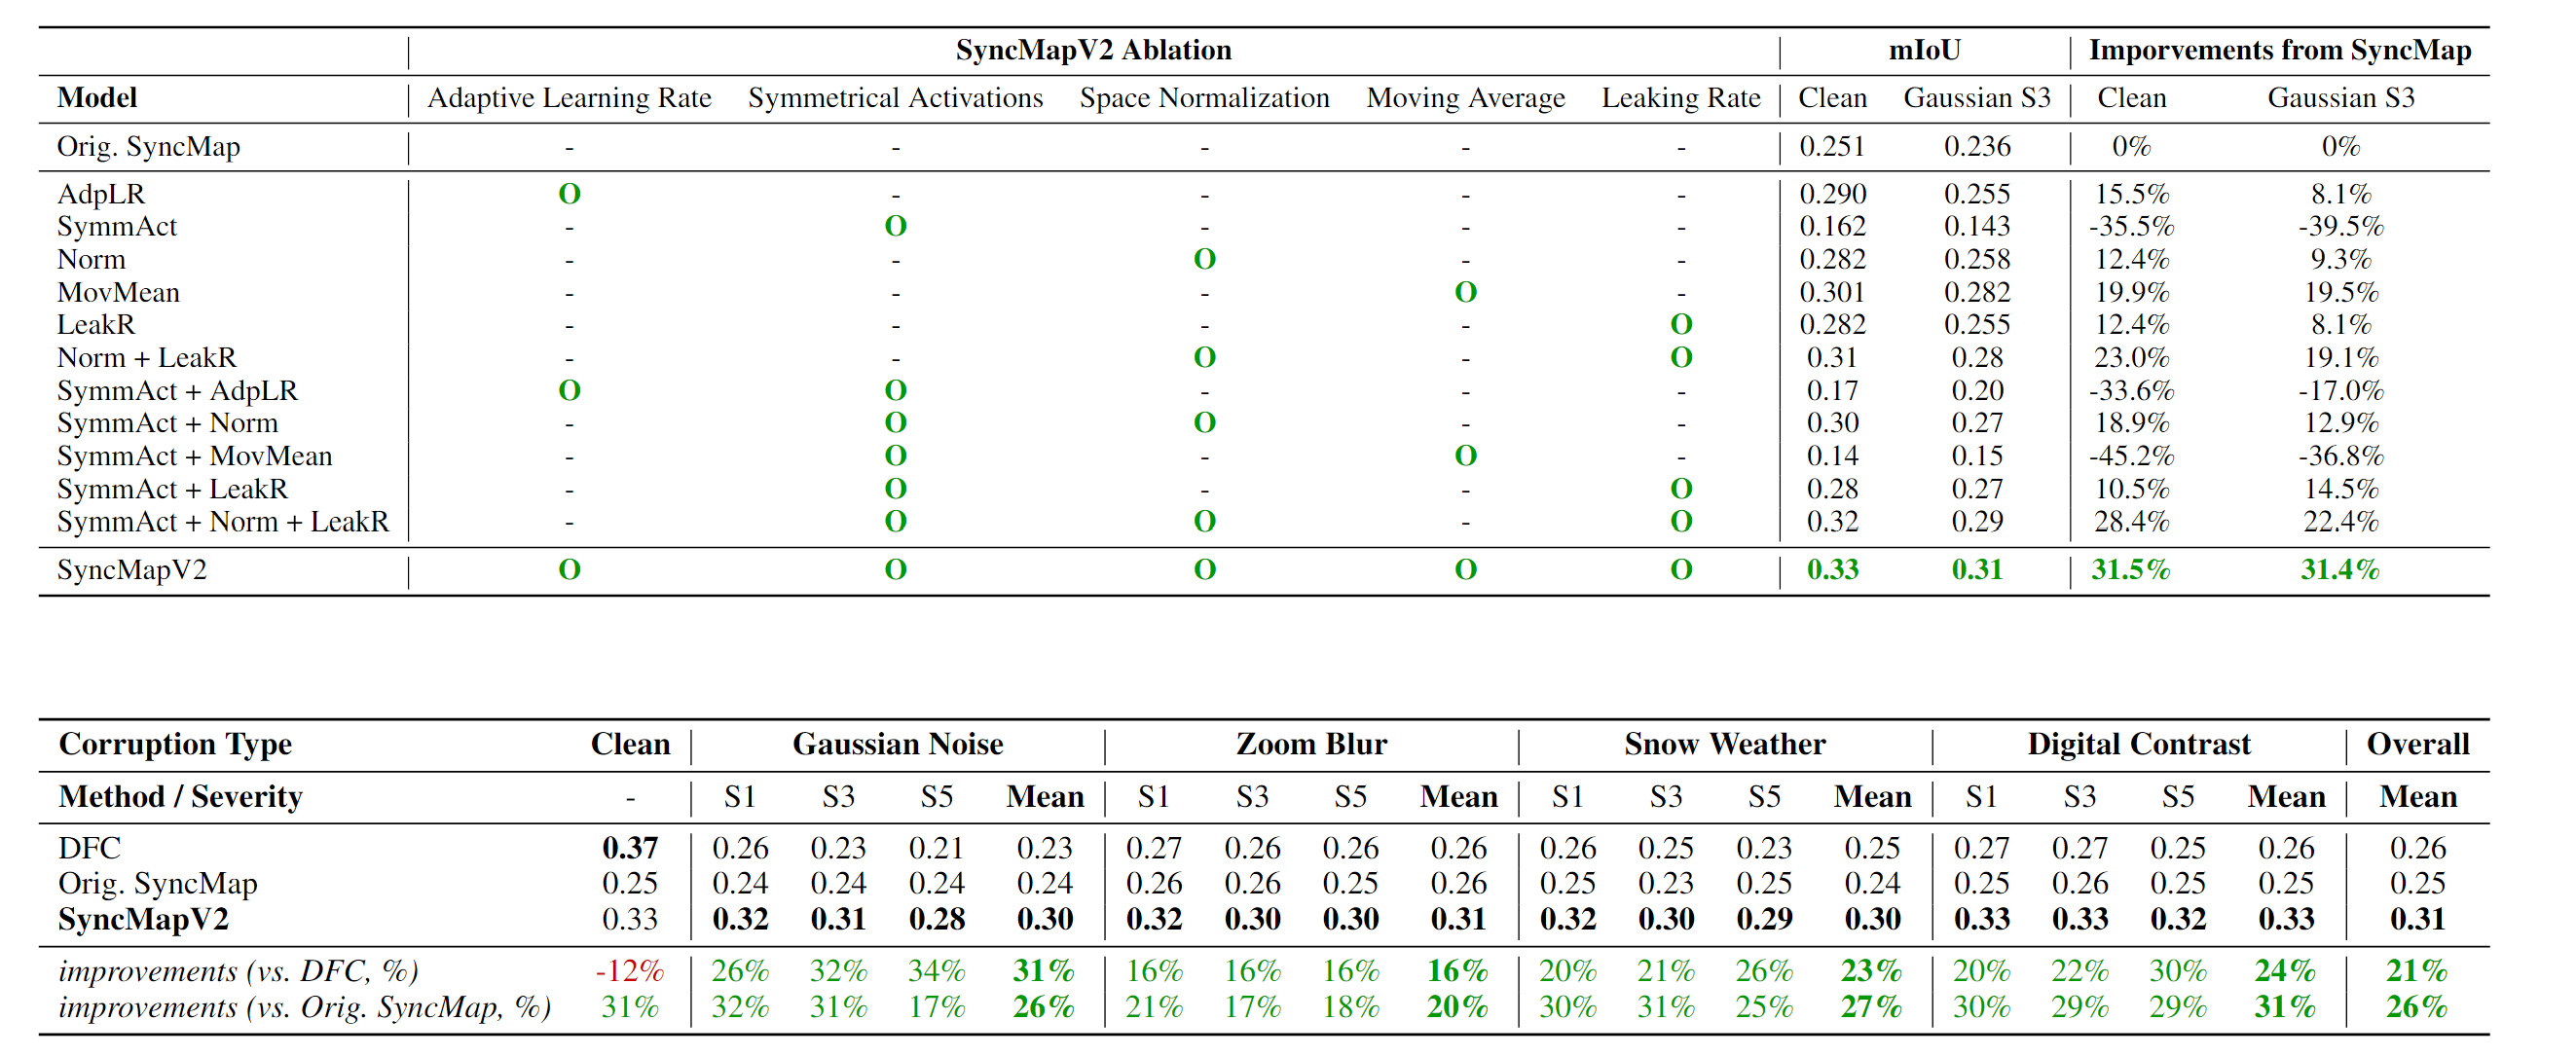 SyncMapV2 Ablation mIoU Imporvements from SyncMap
Model Adaptive Learning Rate Symmetrical Activations Space Normalization Moving Average Leaking Rate Clean Gaussian S3 Clean Gaussian S3
Orig. SyncMap - - - - - 0.251 0.236 0% 0%
AdpLR O - - - - 0.290 0.255 15.5% 8.1%
SymmAct - O - - - 0.162 0.143 -35.5% -39.5%
Norm - - O - - 0.282 0.258 12.4% 9.3%
MovMean - - - O - 0.301 0.282 19.9% 19.5%
LeakR - - - - O 0.282 0.255 12.4% 8.1%
Norm + LeakR - - O - O 0.31 0.28 23.0% 19.1%
SymmAct + AdpLR O O - - - 0.17 0.20 -33.6% -17.0%
SymmAct + Norm - O O - - 0.30 0.27 18.9% 12.9%
SymmAct + MovMean - O - O - 0.14 0.15 -45.2% -36.8%
SymmAct + LeakR - O - - O 0.28 0.27 10.5% 14.5%
SymmAct + Norm + LeakR - O O - O 0.32 0.29 28.4% 22.4%
SyncMapV2 O O O O O 0.33 0.31 31.5% 31.4%
Corruption Type Clean Gaussian Noise Zoom Blur Snow Weather Digital Contrast Overall
Method / Severity - S1 S3 S5 Mean S1 S3 S5 Mean S1 S3 S5 Mean S1 S3 S5 Mean Mean
DFC 0.37 0.26 0.23 0.21 0.23 0.27 0.26 0.26 0.26 0.26 0.25 0.23 0.25 0.27 0.27 0.25 0.26 0.26
Orig. SyncMap 0.25 0.24 0.24 0.24 0.24 0.26 0.26 0.25 0.26 0.25 0.23 0.25 0.24 0.25 0.26 0.25 0.25 0.25
SyncMapV2 0.33 0.32 0.31 0.28 0.30 0.32 0.30 0.30 0.31 0.32 0.30 0.29 0.30 0.33 0.33 0.32 0.33 0.31
improvements (vs. DFC, %) -12% 26% 32% 34% 31% 16% 16% 16% 16% 20% 21% 26% 23% 20% 22% 30% 24% 21%
improvements (vs. Orig. SyncMap, %) 31% 32% 31% 17% 26% 21% 17% 18% 20% 30% 31% 25% 27% 30% 29% 29% 31% 26%